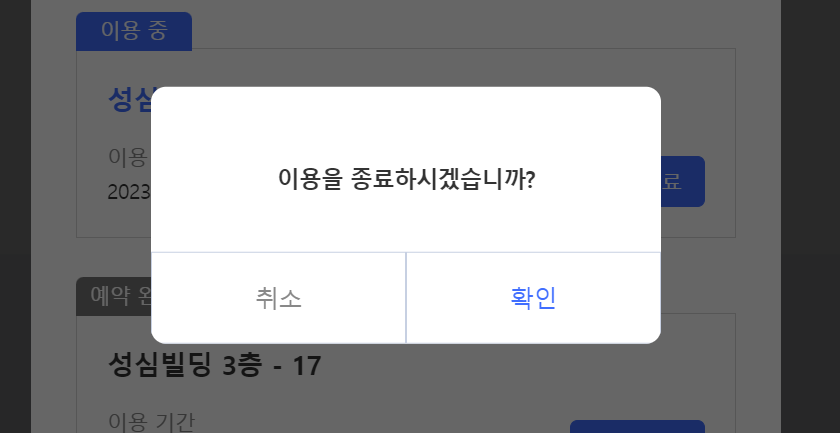 이용 중
성심
이용
2023
이용을 종료하시겠습니까?
료
취소
확인
예약
성심빌딩 3층 - 17
이용 기간